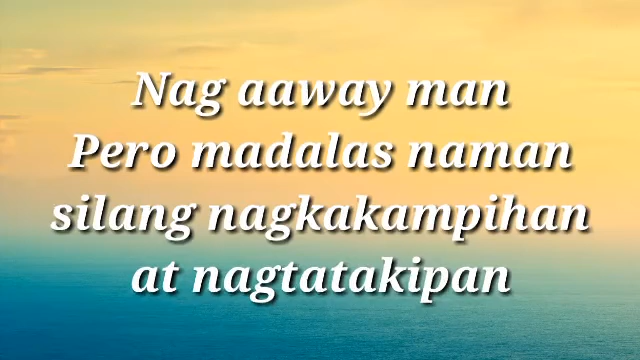 Nag aaway man
Pero madalas naman
silang nagkakampihan
at nagtatakipan